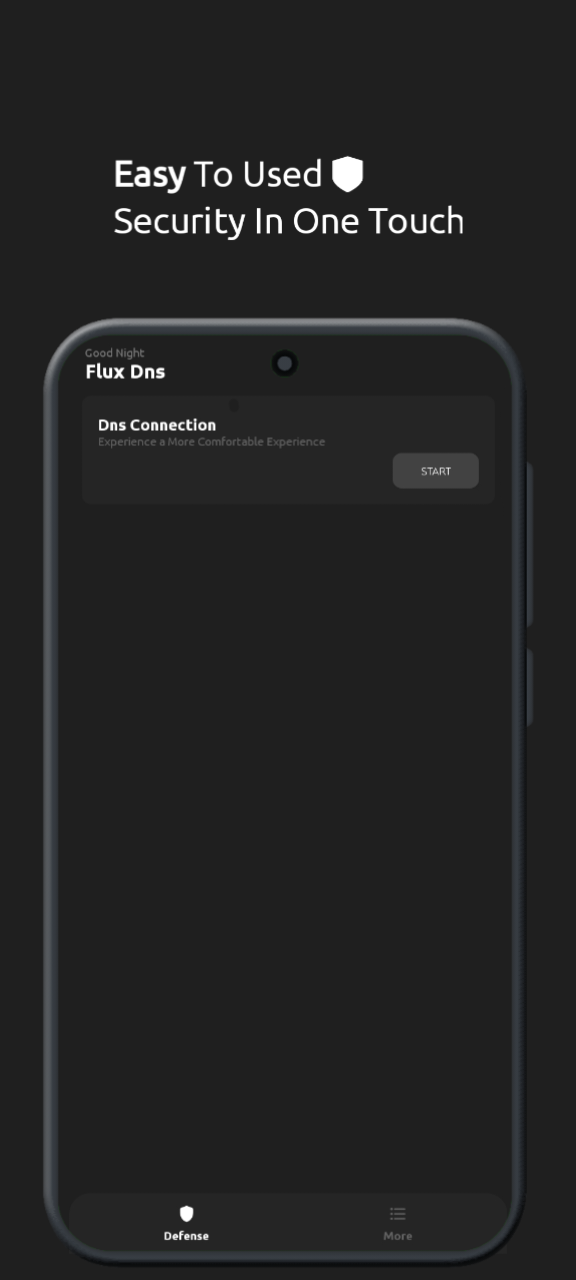 Easy To Used
Security In One Touch
Good Night
Flux Dns
Dns Connection
Experience a More Comfortable Experience
START
Defense
More